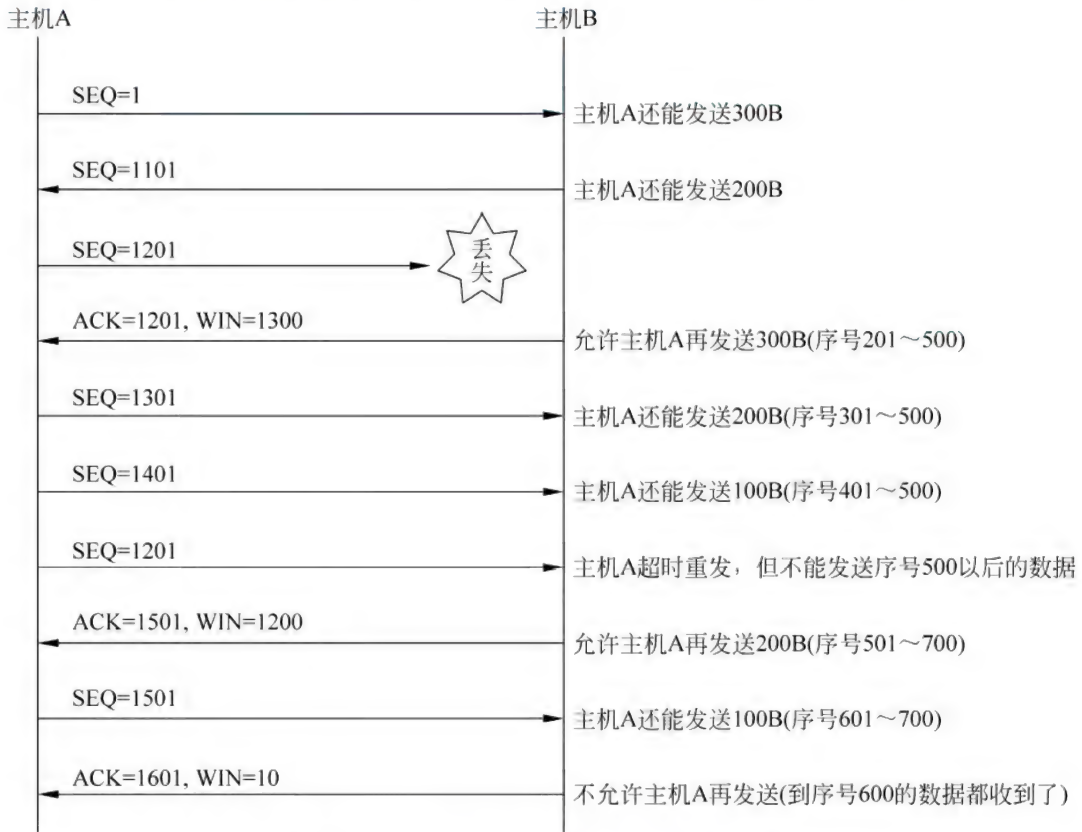 主机A 主机B
SEQ=1 主机A还能发送300B
SEQ=1101 主机A还能发送200B
SEQ=1201 丢失
ACK=1201, WIN=1300 允许主机A再发送300B(序号201～500)
SEQ=1301 主机A还能发送200B(序号301～500)
SEQ=1401 主机A还能发送100B(序号401～500)
SEQ=1201 主机A超时重发，但不能发送序号500以后的数据
ACK=1501, WIN=1200 允许主机A再发送200B(序号501～700)
SEQ=1501 主机A还能发送100B(序号601～700)
ACK=1601, WIN=10 不允许主机A再发送(到序号600的数据都收到了)